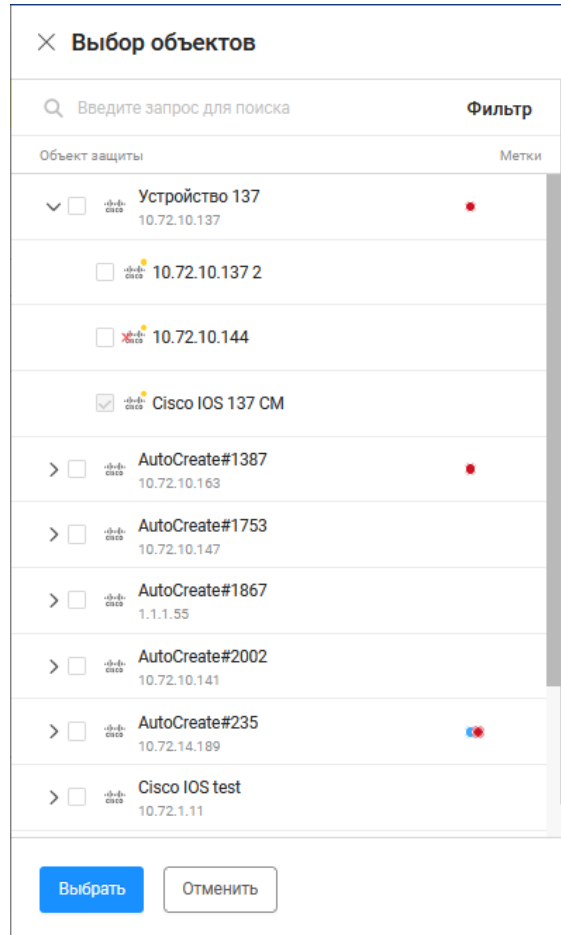 Выбор объектов
Введите запрос для поиска Фильтр
Объект защиты Метки
Устройство 137
10.72.10.137
10.72.10.137 2
10.72.10.144
Cisco IOS 137 CM
AutoCreate#1387
10.72.10.163
AutoCreate#1753
10.72.10.147
AutoCreate#1867
1.1.1.55
AutoCreate#2002
10.72.10.141
AutoCreate#235
10.72.14.189
Cisco IOS test
10.72.1.11
Выбрать Отменить